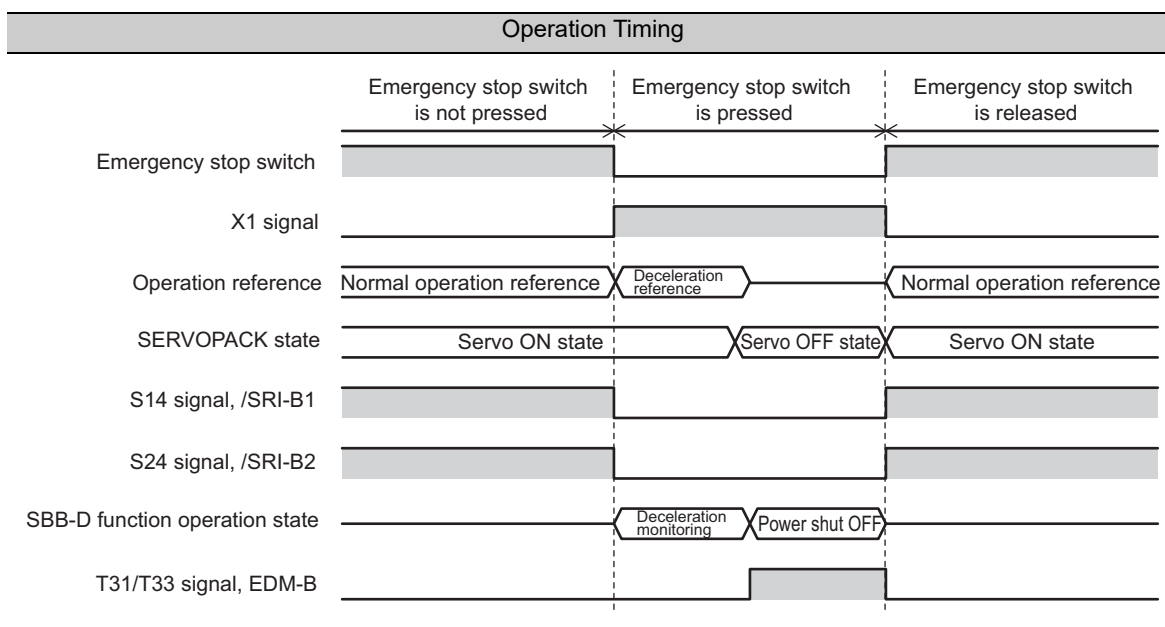 Operation Timing
Emergency stop switch
is not pressed
Emergency stop switch
is pressed
Emergency stop switch
is released
Emergency stop switch
X1 signal
Operation reference
Normal operation reference
Deceleration
reference
Normal operation reference
SERVOPACK state
Servo ON state
Servo OFF state
Servo ON state
S14 signal, /SRI-B1
S24 signal, /SRI-B2
SBB-D function operation state
Deceleration
monitoring
Power shut OFF
T31/T33 signal, EDM-B